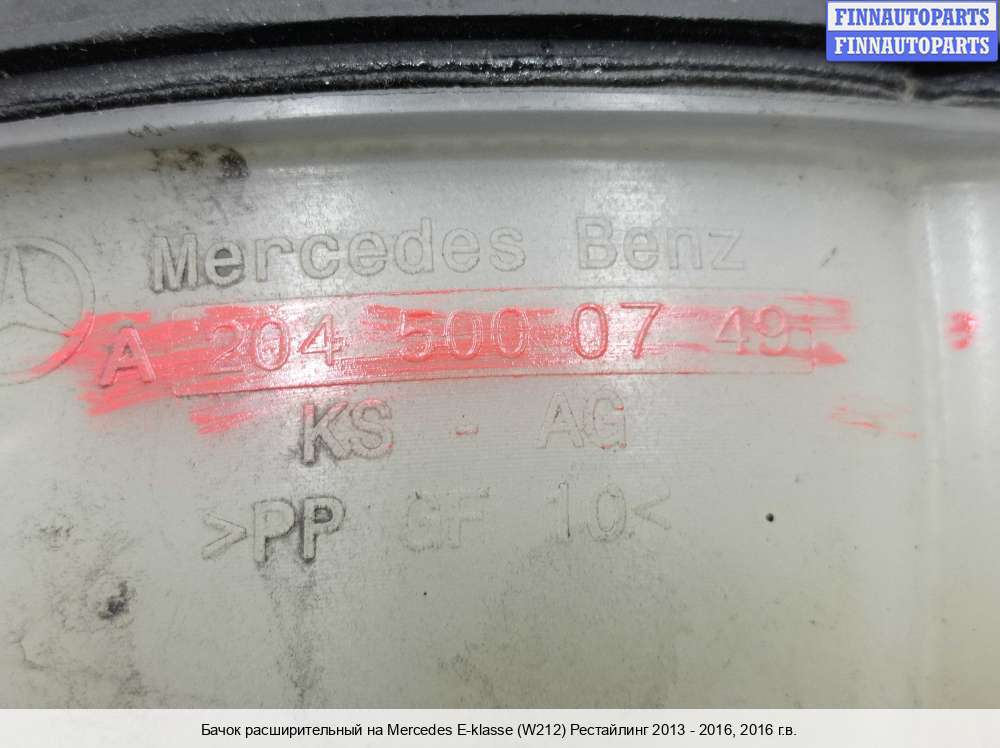 FINNAUTOPARTS
FINNAUTOPARTS
Mercedes Benz
A 204 500 07 49
KS - AG
>PP GF 10<
Бачок расширительный на Mercedes E-klasse (W212) Рестайлинг 2013 - 2016, 2016 г.в.